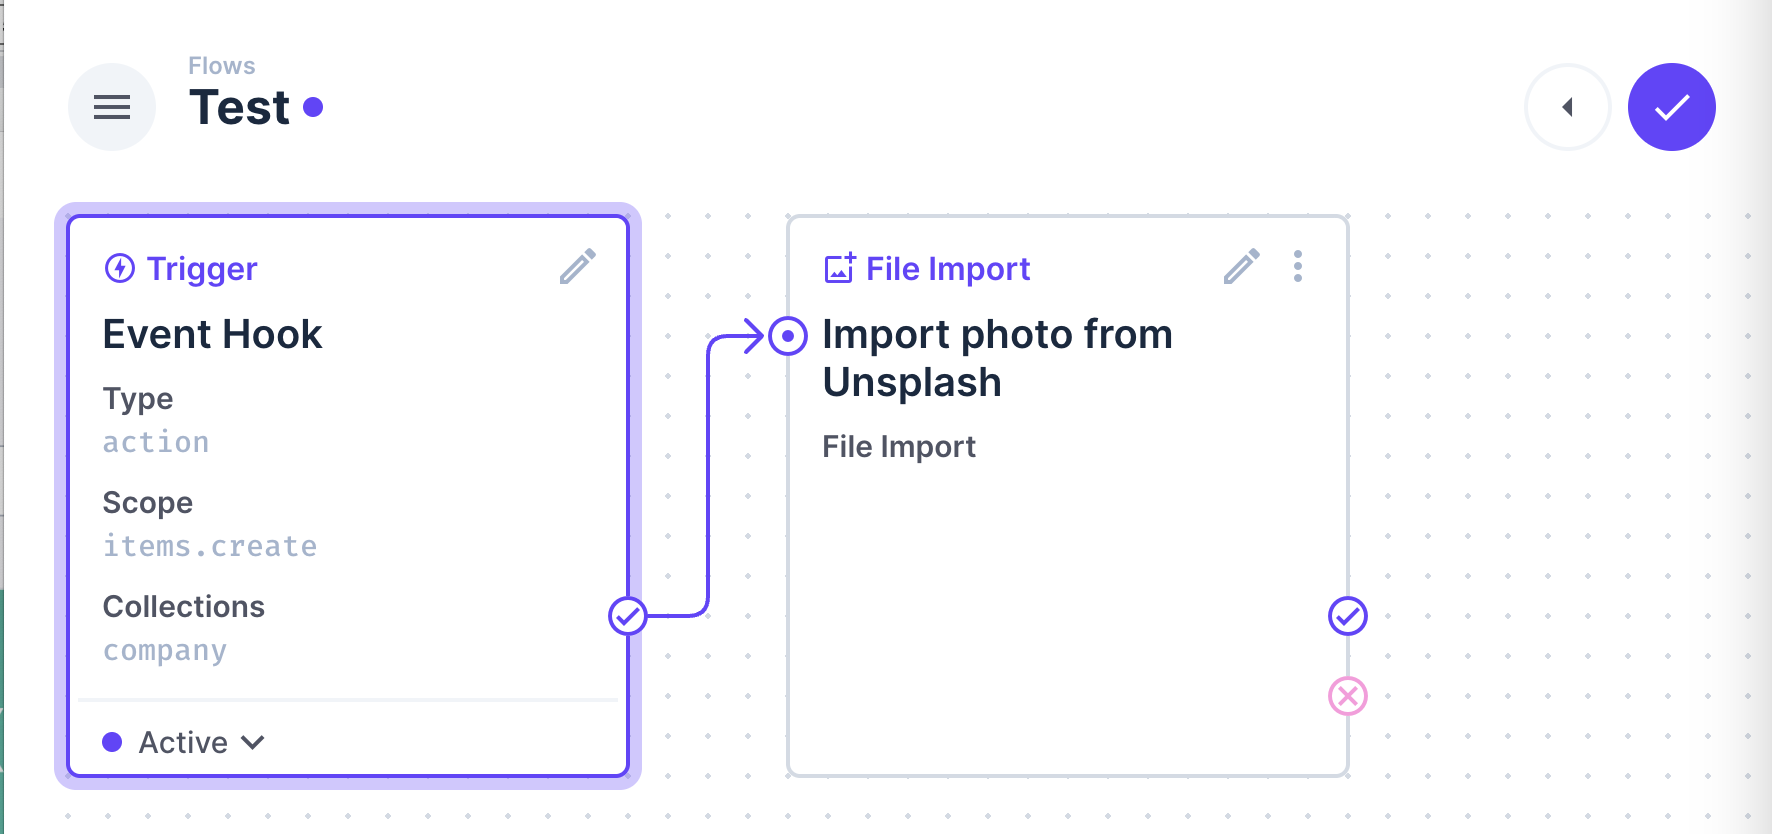 Flows
Test
Trigger
Event Hook
Type
action
Scope
items.create
Collections
company
Active
File Import
Import photo from
Unsplash
File Import